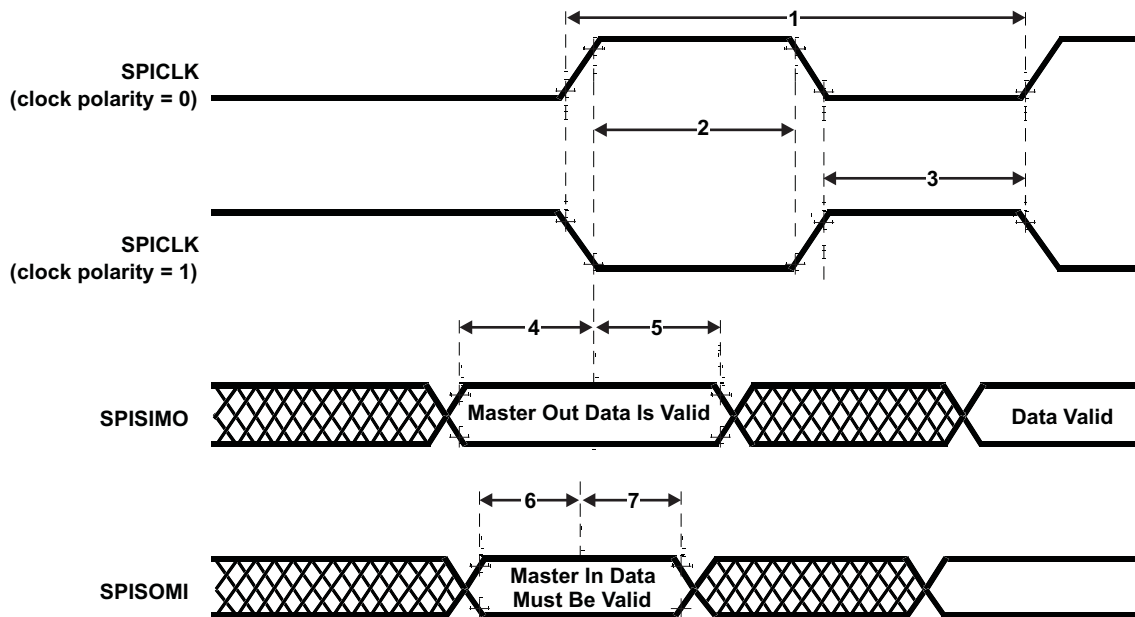 1
SPICLK
(clock polarity = 0)
2
3
SPICLK
(clock polarity = 1)
4
5
SPISIMO
Master Out Data Is Valid
Data Valid
6
7
SPISOMI
Master In Data
Must Be Valid